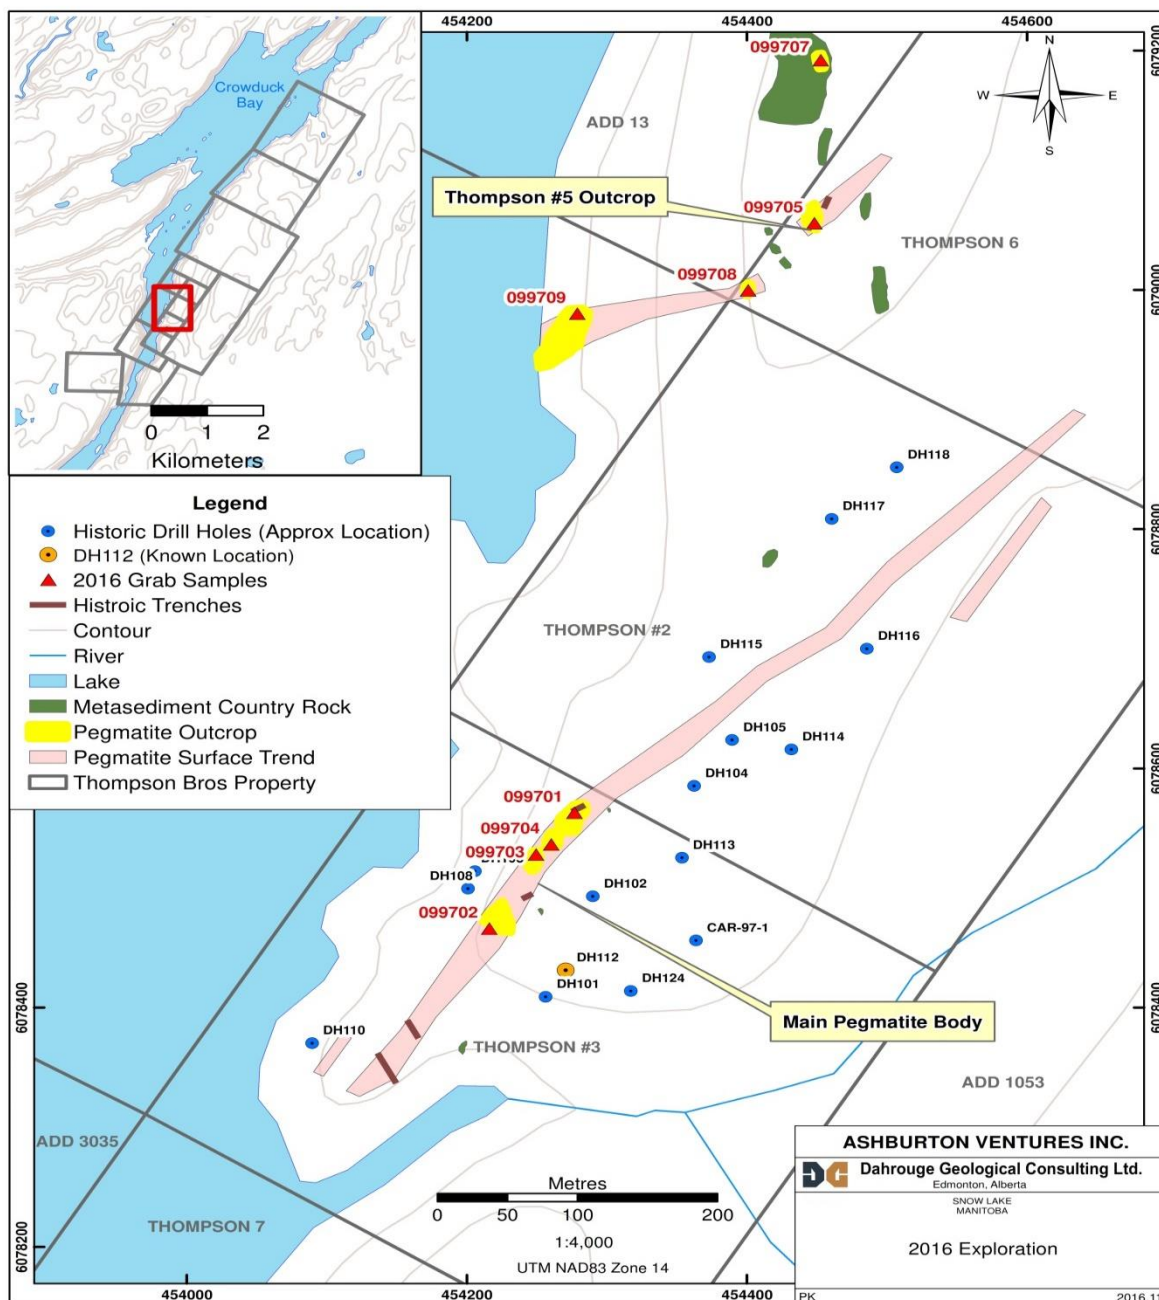 454200
454400
454600
Crowduck
Bay
0 1 2
Kilometers
099707
6079200
N
W E
S
ADD 13
Thompson #5 Outcrop
099705
THOMPSON 6
099708
099709
6079000
Legend
Historic Drill Holes (Approx Location)
DH112 (Known Location)
2016 Grab Samples
Histroic Trenches
Contour
River
Lake
Metasediment Country Rock
Pegmatite Outcrop
Pegmatite Surface Trend
Thompson Bros Property
DH118
DH117
6078800
THOMPSON #2
DH115
DH116
DH105
DH114
6078600
DH104
099701
099704
099703
DH113
DH108
DH102
099702
CAR-97-1
DH112
DH124
DH101
6078400
6078400
Main Pegmatite Body
DH110
THOMPSON #3
ADD 1053
ADD 3035
THOMPSON 7
6078200
Metres
0 50 100 200
1:4,000
UTM NAD83 Zone 14
ASHBURTON VENTURES INC.
Dahrouge Geological Consulting Ltd.
Edmonton, Alberta
SNOW LAKE
MANITOBA
2016 Exploration
PK
2016.11
454000
454200
454400